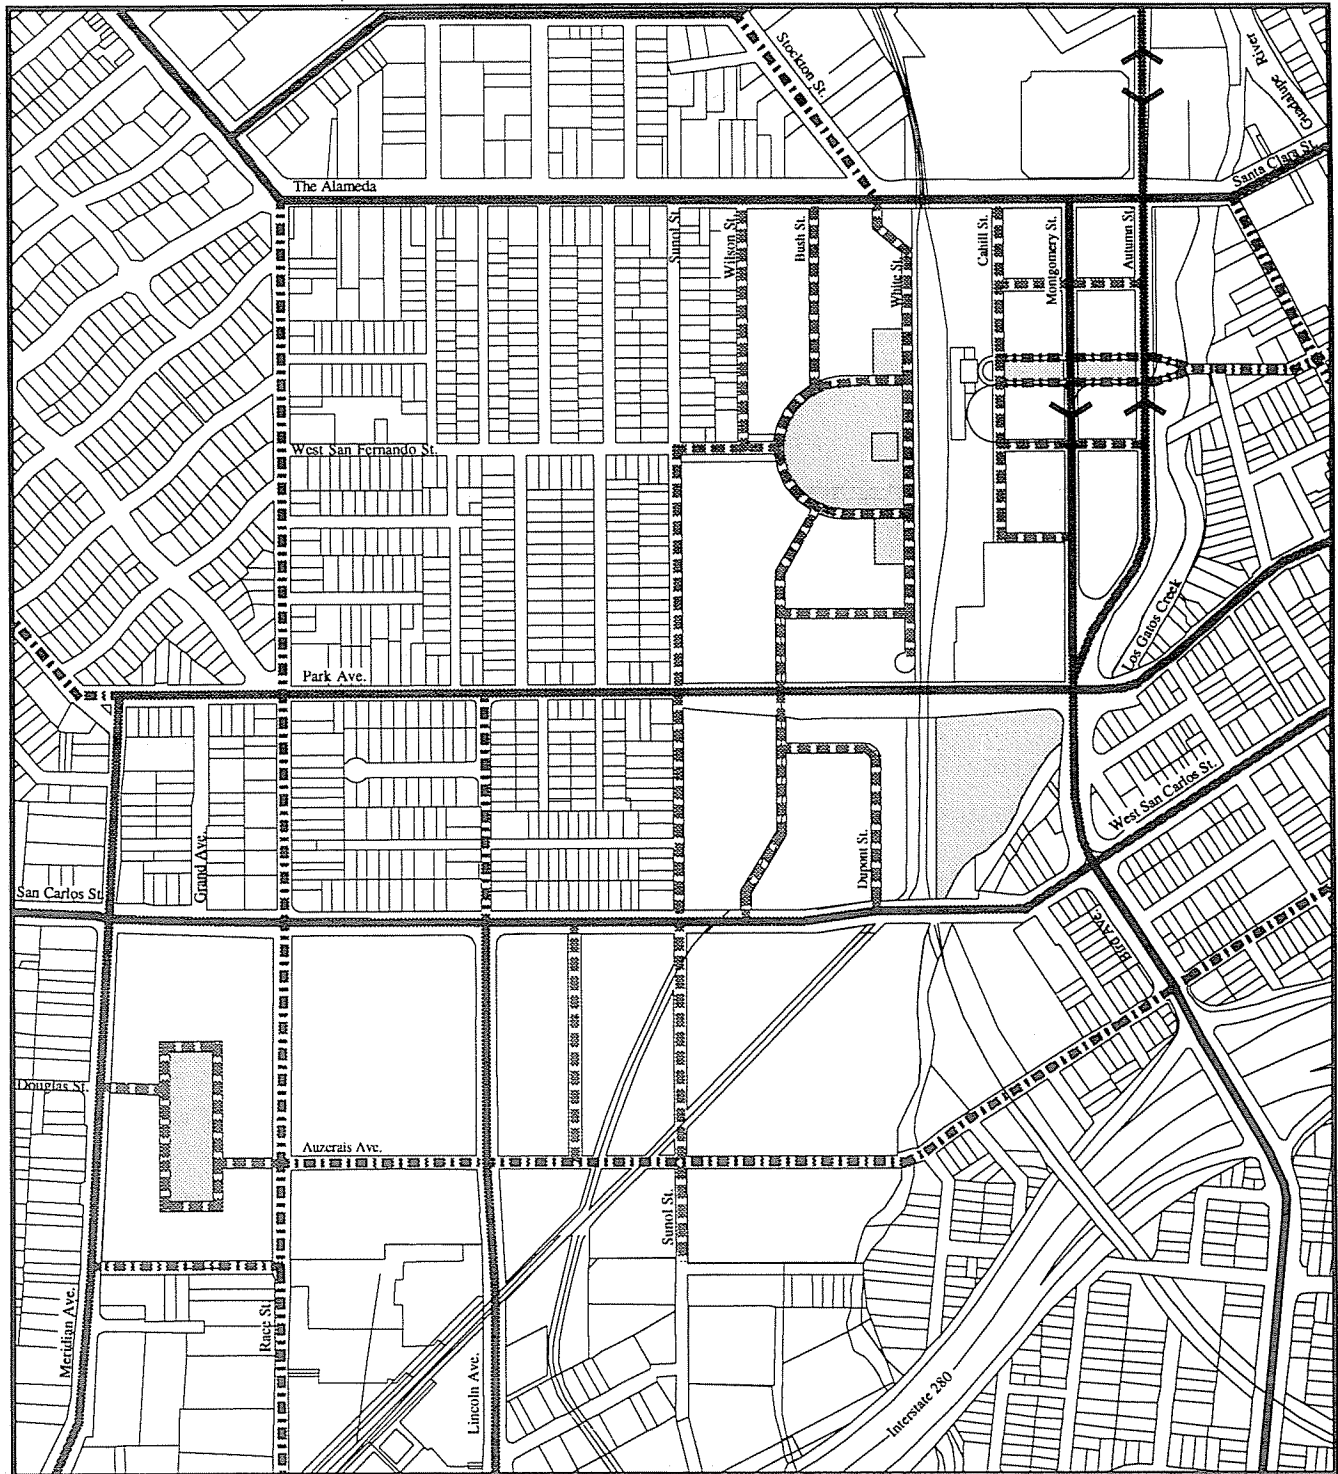 Stockton St.
Guadalupe River
Santa Clara St.
The Alameda
Sunol St.
Wilson St.
Bush St.
White St.
Cahill St.
Montgomery St.
Autumn St.
West San Fernando St.
Los Gatos Creek
Park Ave.
West San Carlos St.
Grand Ave.
Dupont St.
San Carlos St.
Bird Ave.
Douglas St.
Auzerais Ave.
Sunol St.
Meridian Ave.
Race St.
Lincoln Ave.
Interstate 280